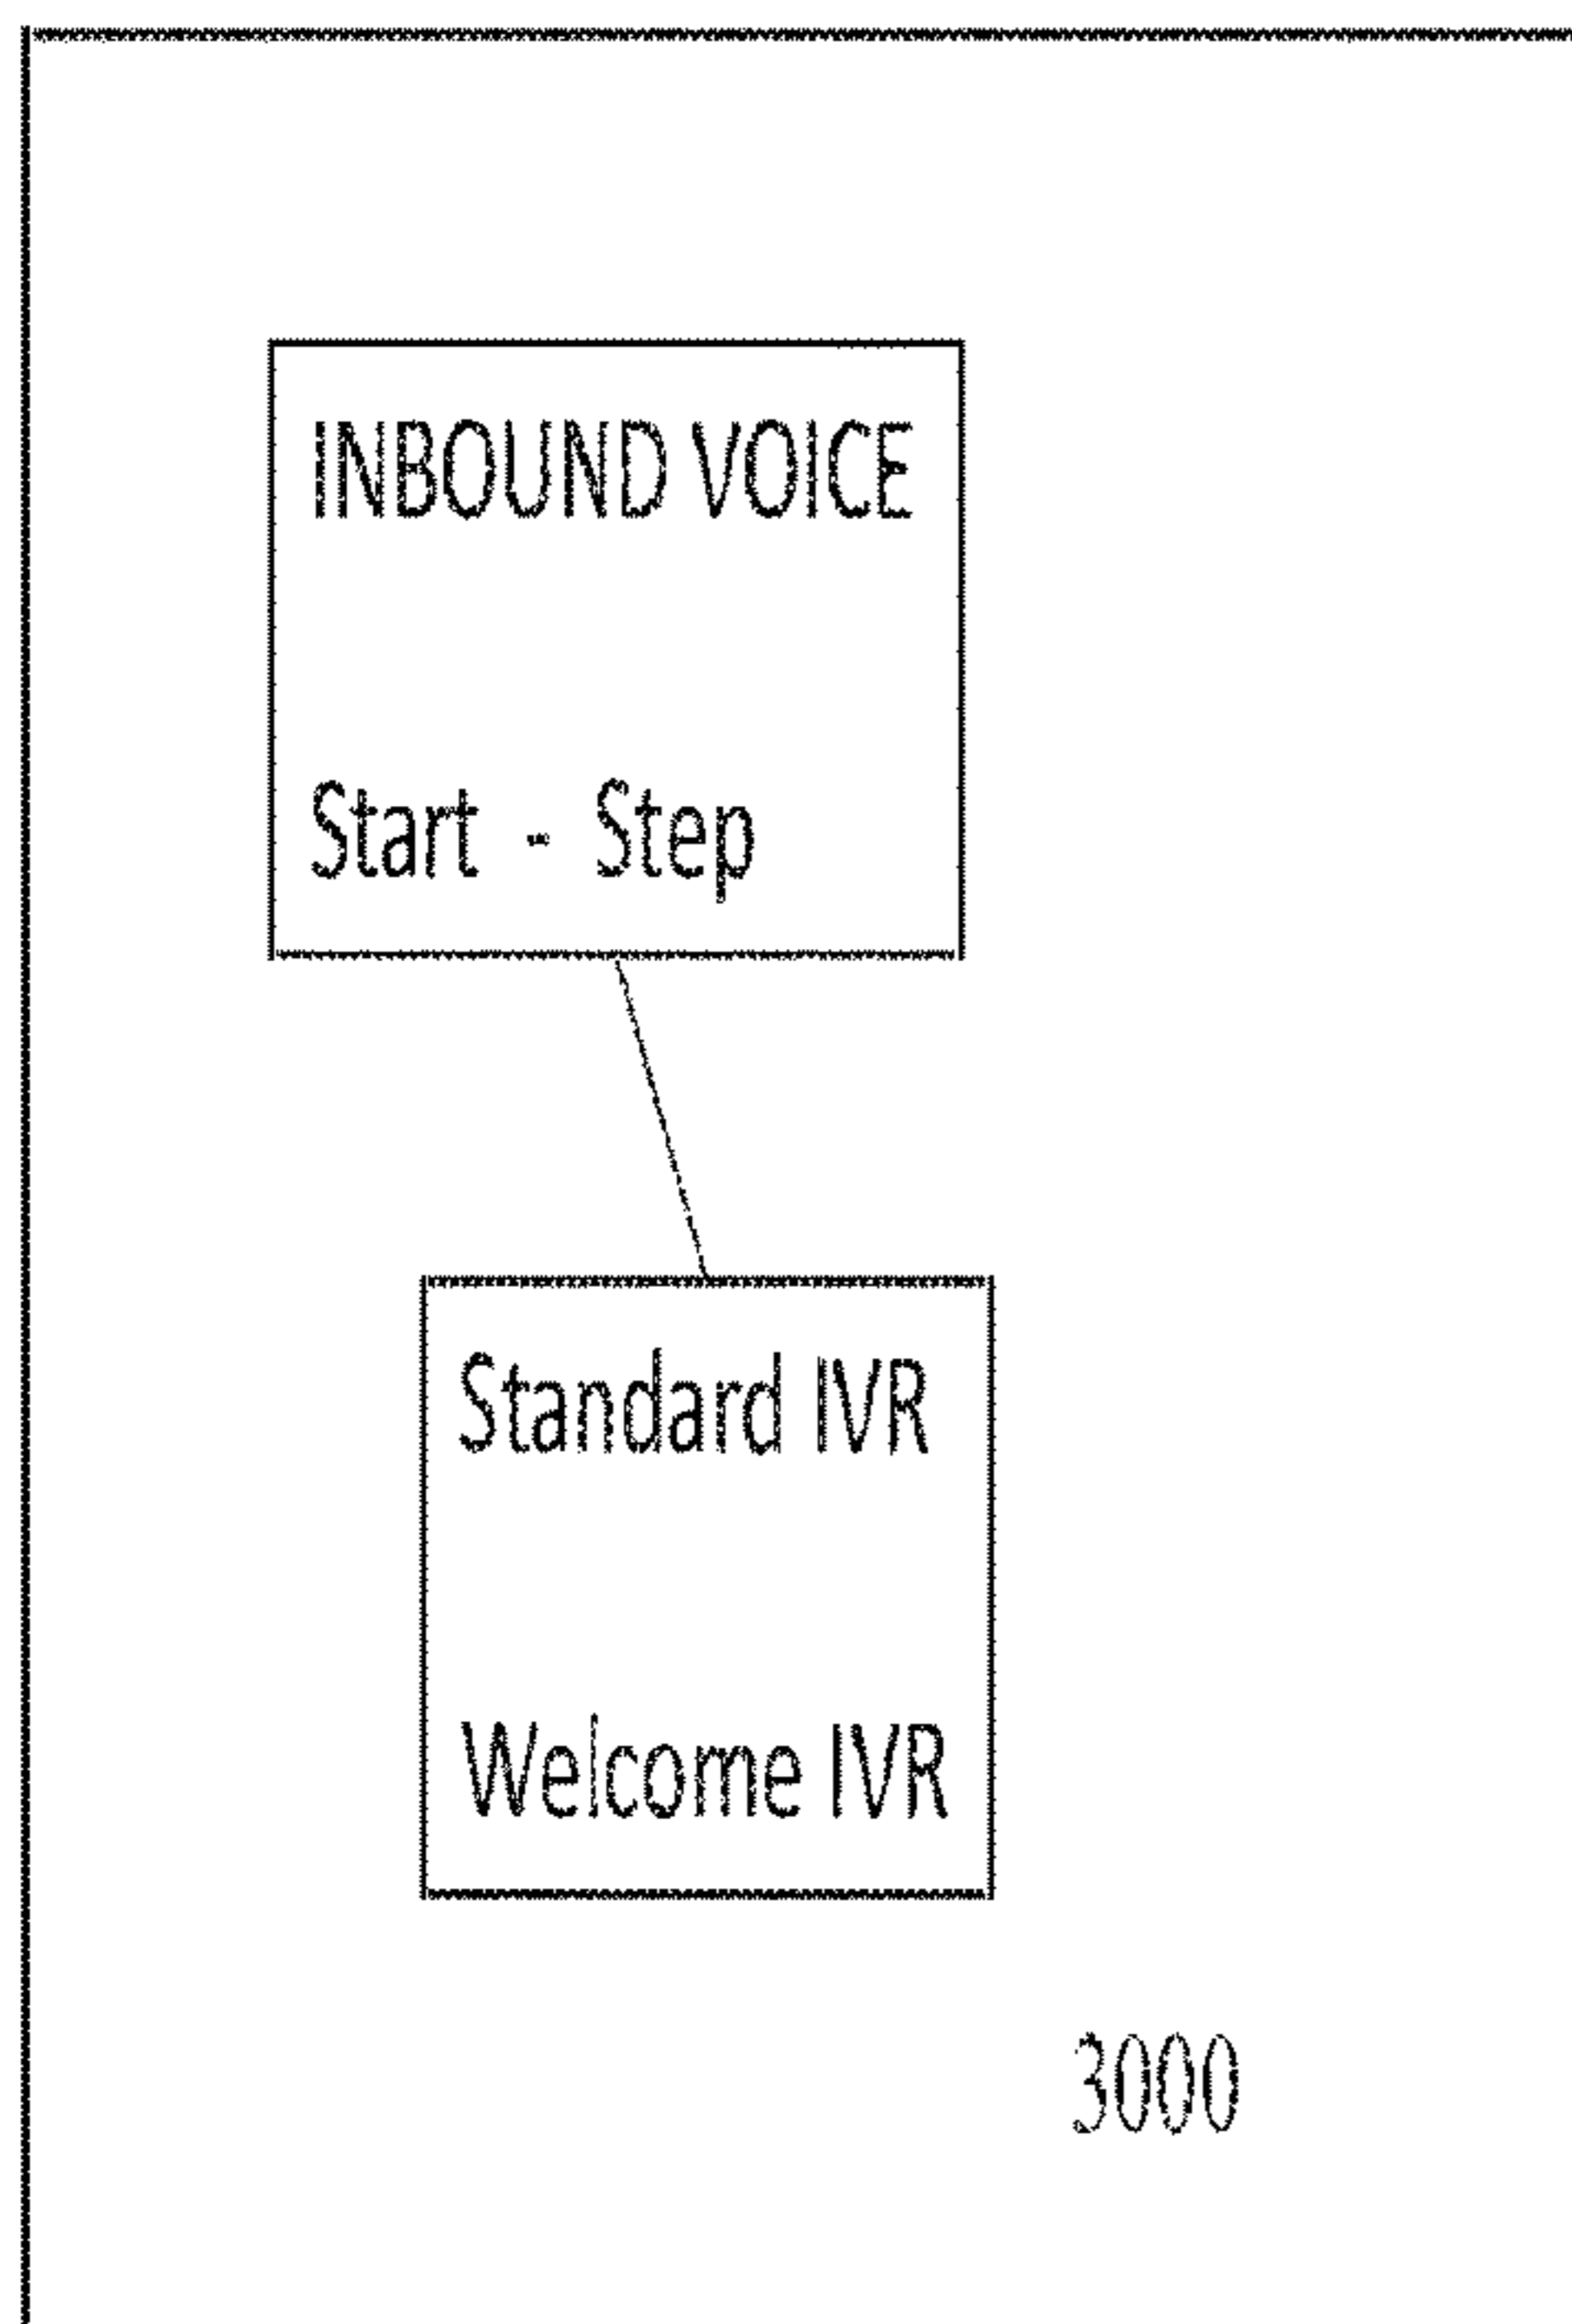 INBOUND VOICE
Start - Step
Standard IVR
Welcome IVR
3000